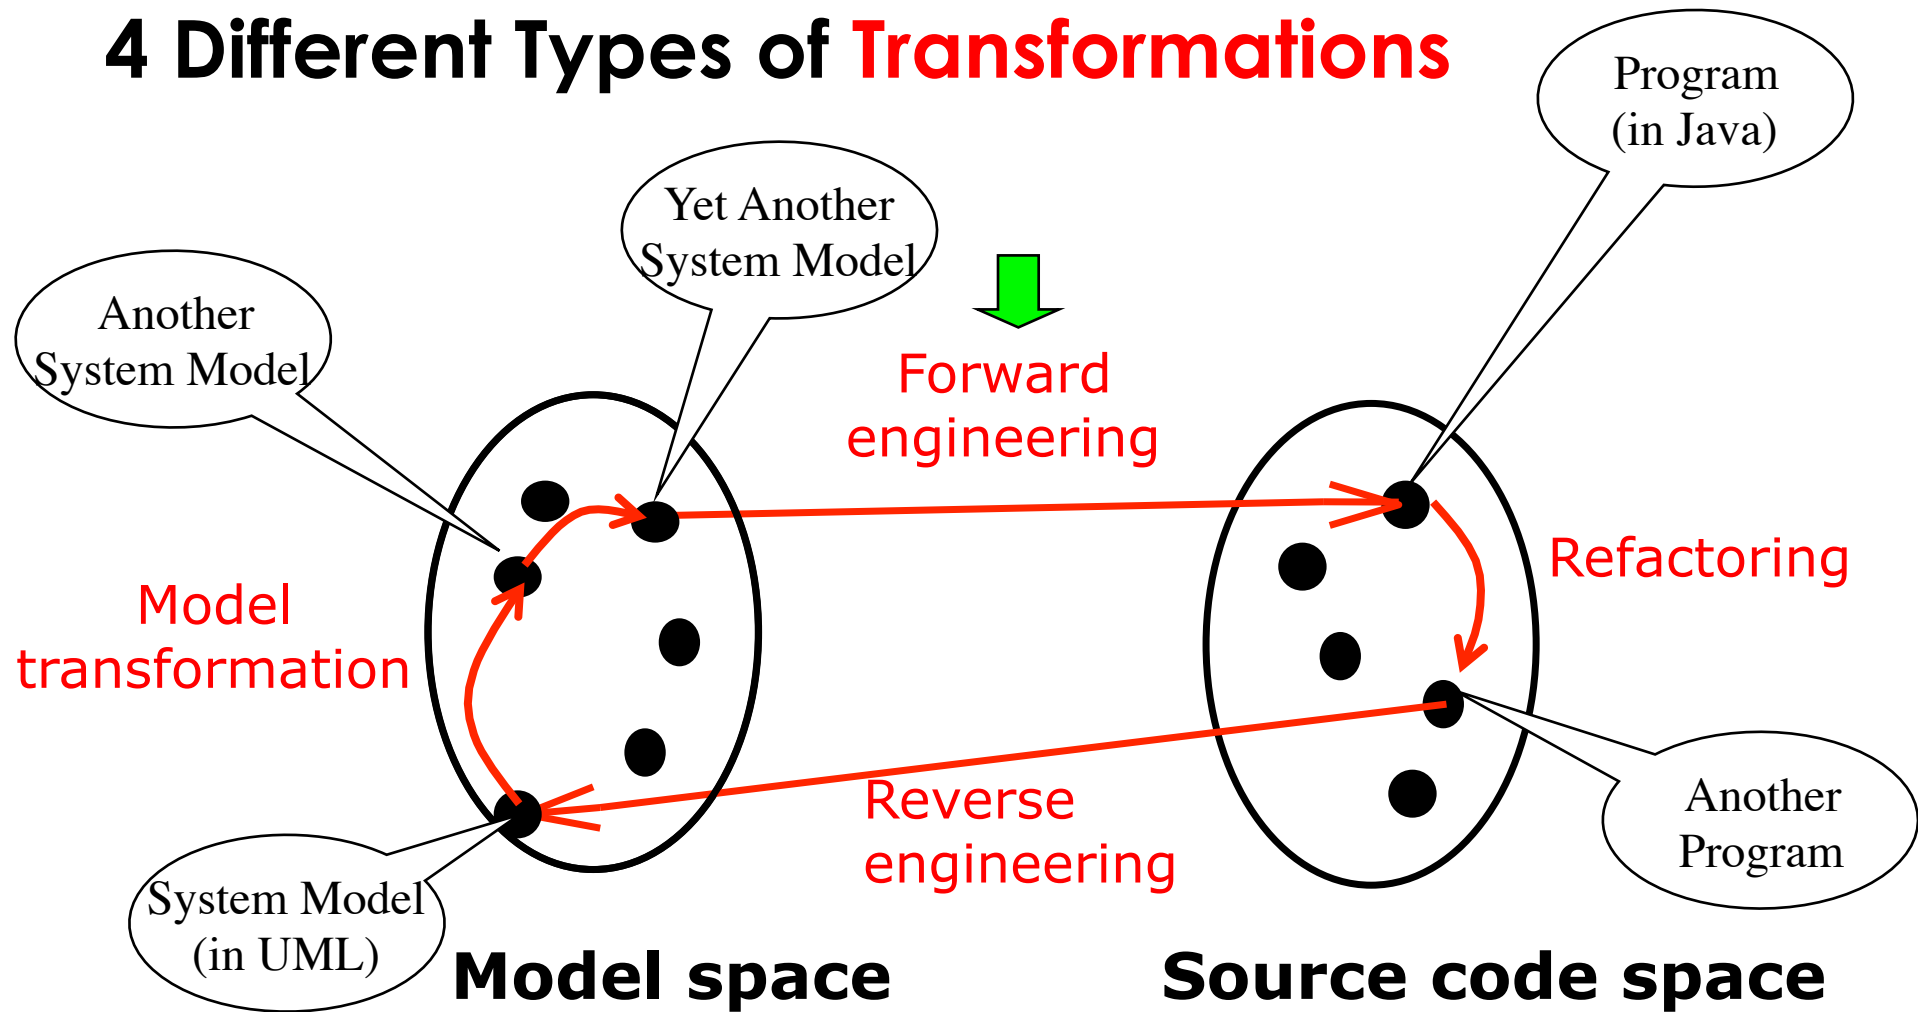 4 Different Types of Transformations
Program
(in Java)
Yet Another
System Model
Another
System Model
Forward
engineering
Refactoring
Model
transformation
Reverse
engineering
Another
Program
System Model
(in UML)
Model space
Source code space